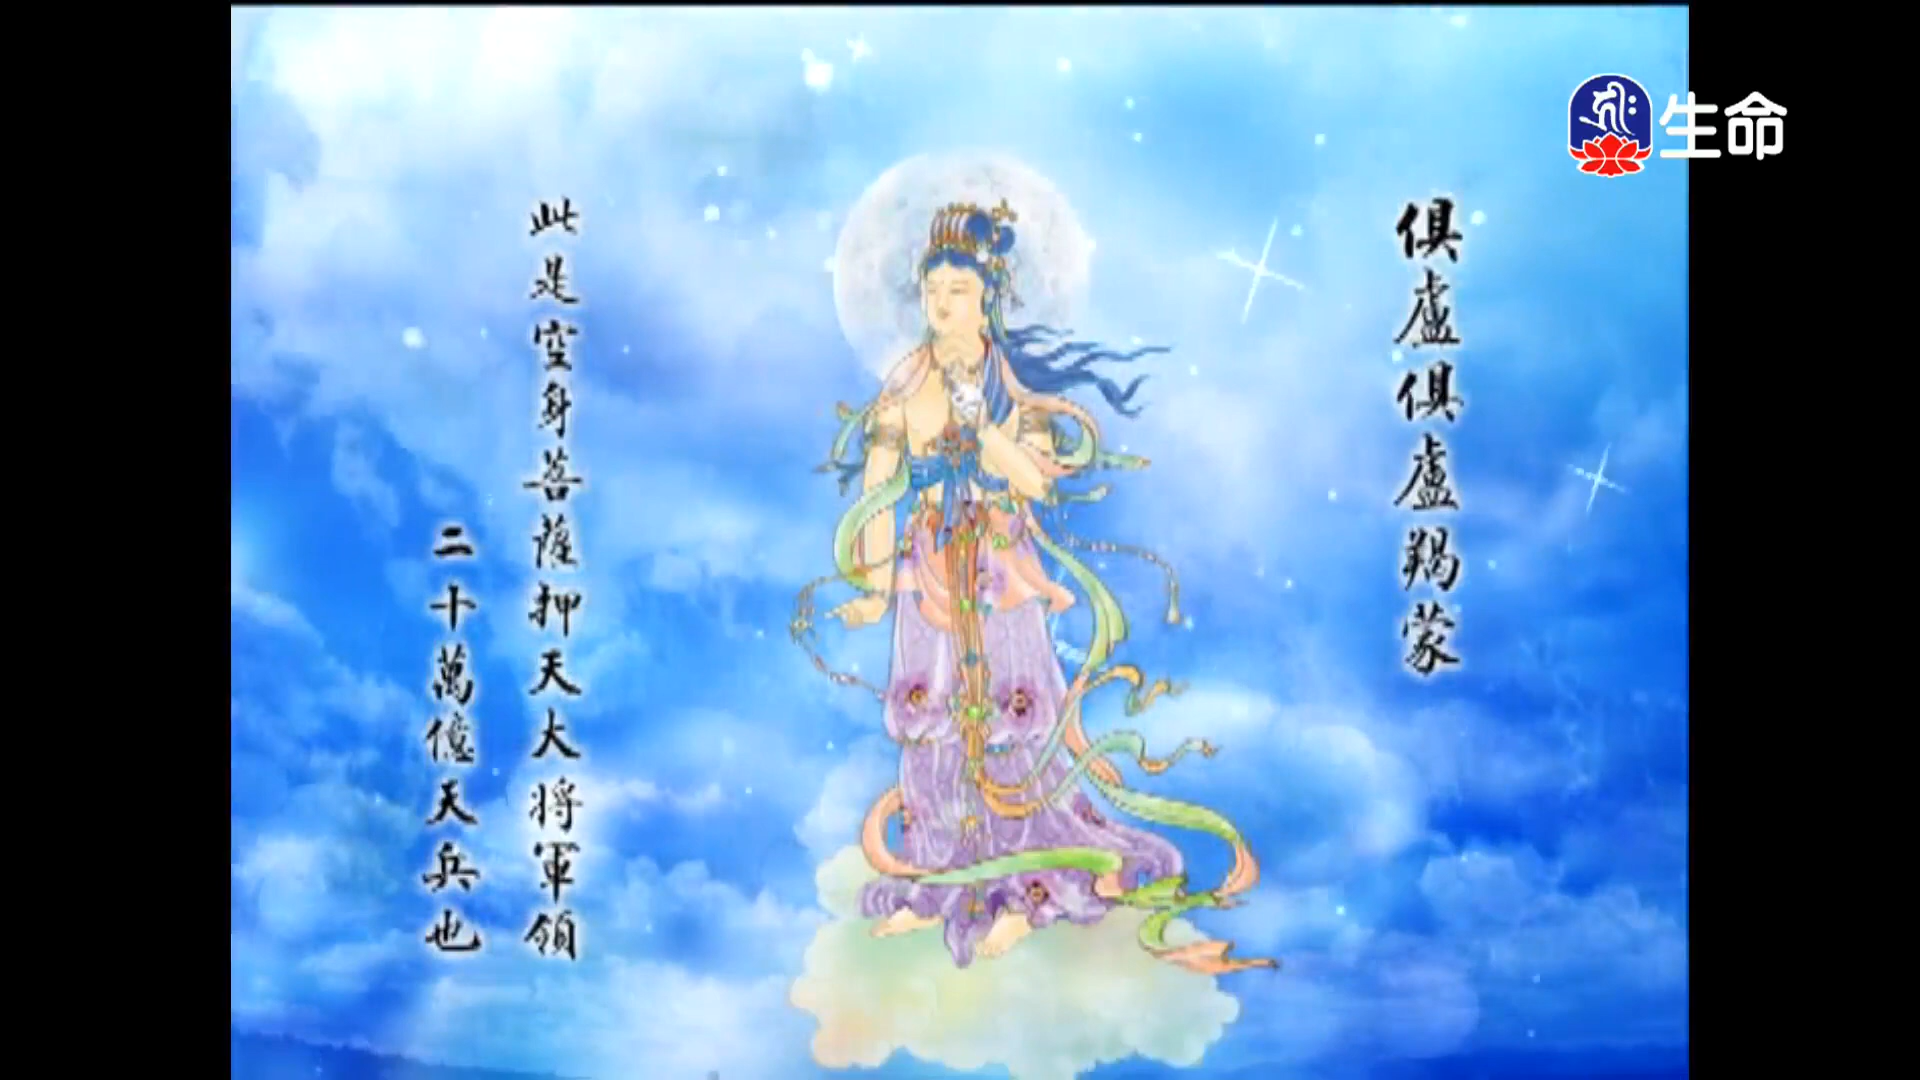 生命
俱盧俱盧羯蒙
此是空身菩薩押天大將軍領
二十萬億天兵也